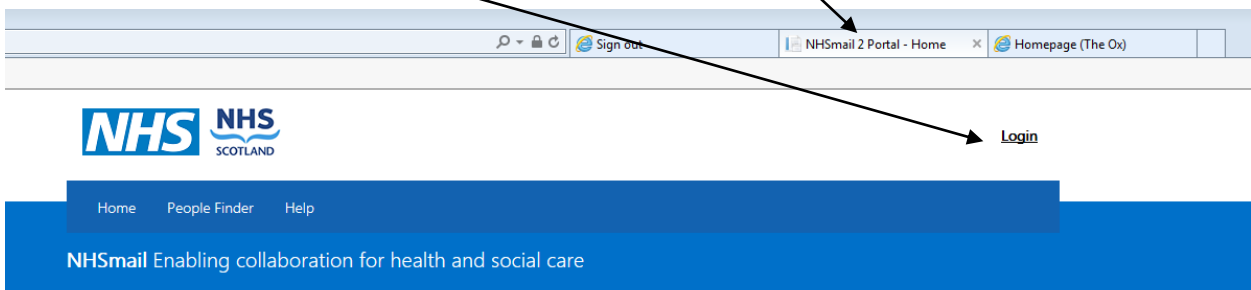 Sign out NHSmail 2 Portal - Home Homepage (The Ox)
NHS NHS
SCOTLAND
Login
Home People Finder Help
NHSmail Enabling collaboration for health and social care